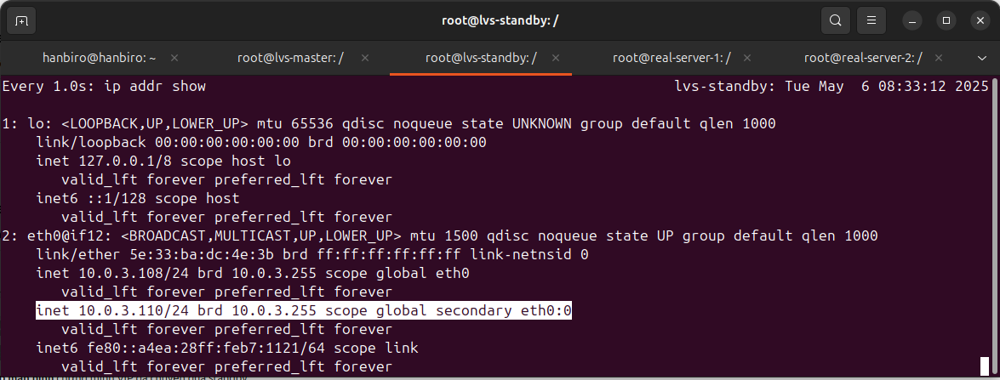 root@lvs-standby: /
hanbiro@hanbiro: ~ × root@lvs-master: / × root@lvs-standby: / × root@real-server-1: / × root@real-server-2: / ×
Every 1.0s: ip addr show lvs-standby: Tue May  6 08:33:12 2025
1: lo: <LOOPBACK,UP,LOWER_UP> mtu 65536 qdisc noqueue state UNKNOWN group default qlen 1000
link/loopback 00:00:00:00:00:00 brd 00:00:00:00:00:00
inet 127.0.0.1/8 scope host lo
valid_lft forever preferred_lft forever
inet6 ::1/128 scope host
valid_lft forever preferred_lft forever
2: eth0@if12: <BROADCAST,MULTICAST,UP,LOWER_UP> mtu 1500 qdisc noqueue state UP group default qlen 1000
link/ether 5e:33:ba:dc:4e:3b brd ff:ff:ff:ff:ff:ff link-netnsid 0
inet 10.0.3.108/24 brd 10.0.3.255 scope global eth0
valid_lft forever preferred_lft forever
inet 10.0.3.110/24 brd 10.0.3.255 scope global secondary eth0:0
valid_lft forever preferred_lft forever
inet6 fe80::a4ea:28ff:feb7:1121/64 scope link
valid_lft forever preferred_lft forever